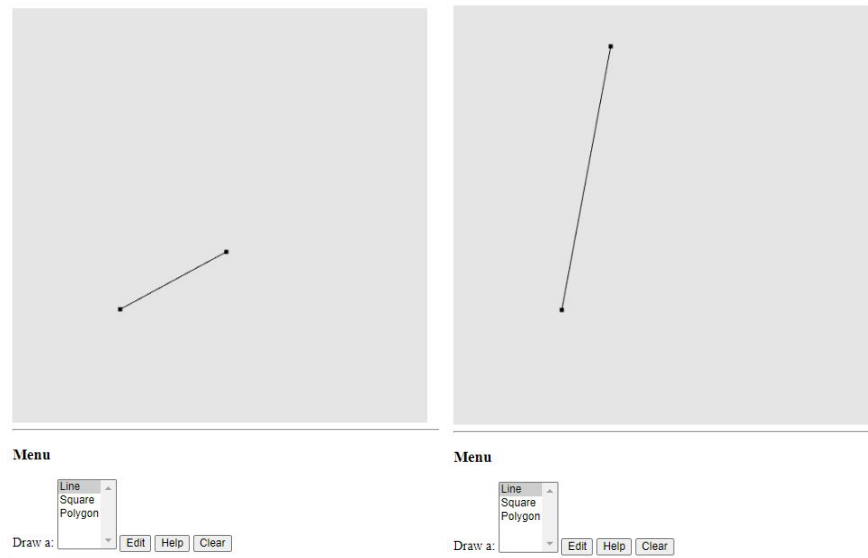 Menu
Line
Square
Polygon
Draw a: Edit Help Clear
Menu
Line
Square
Polygon
Draw a: Edit Help Clear